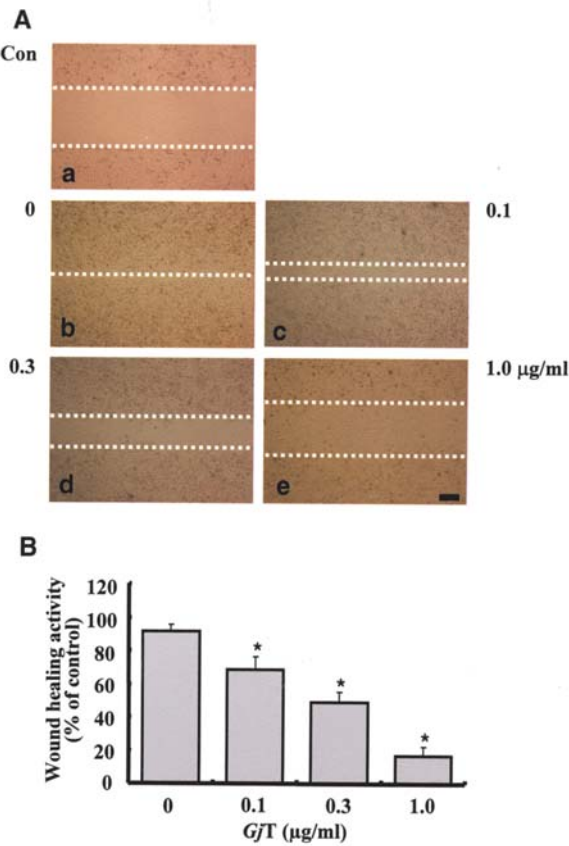 A
Con
a
0
0.1
b
c
0.3
1.0 μg/ml
d
e
B
120
100
80
60
40
20
0
Wound healing activity
(% of control)
*
*
*
0 0.1 0.3 1.0
GjT (μg/ml)